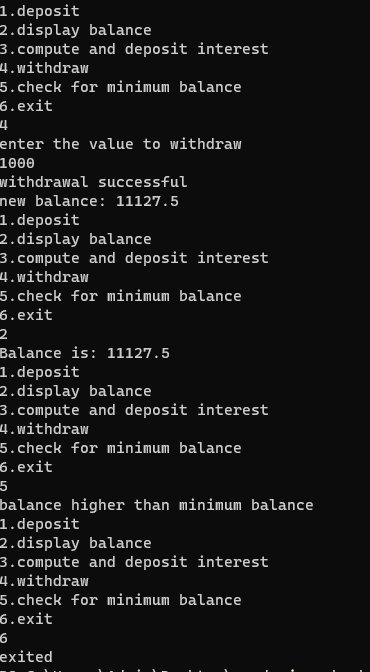 1.deposit
2.display balance
3.compute and deposit interest
4.withdraw
5.check for minimum balance
6.exit
4
enter the value to withdraw
1000
withdrawal successful
new balance: 11127.5
1.deposit
2.display balance
3.compute and deposit interest
4.withdraw
5.check for minimum balance
6.exit
2
Balance is: 11127.5
1.deposit
2.display balance
3.compute and deposit interest
4.withdraw
5.check for minimum balance
6.exit
5
balance higher than minimum balance
1.deposit
2.display balance
3.compute and deposit interest
4.withdraw
5.check for minimum balance
6.exit
6
exited